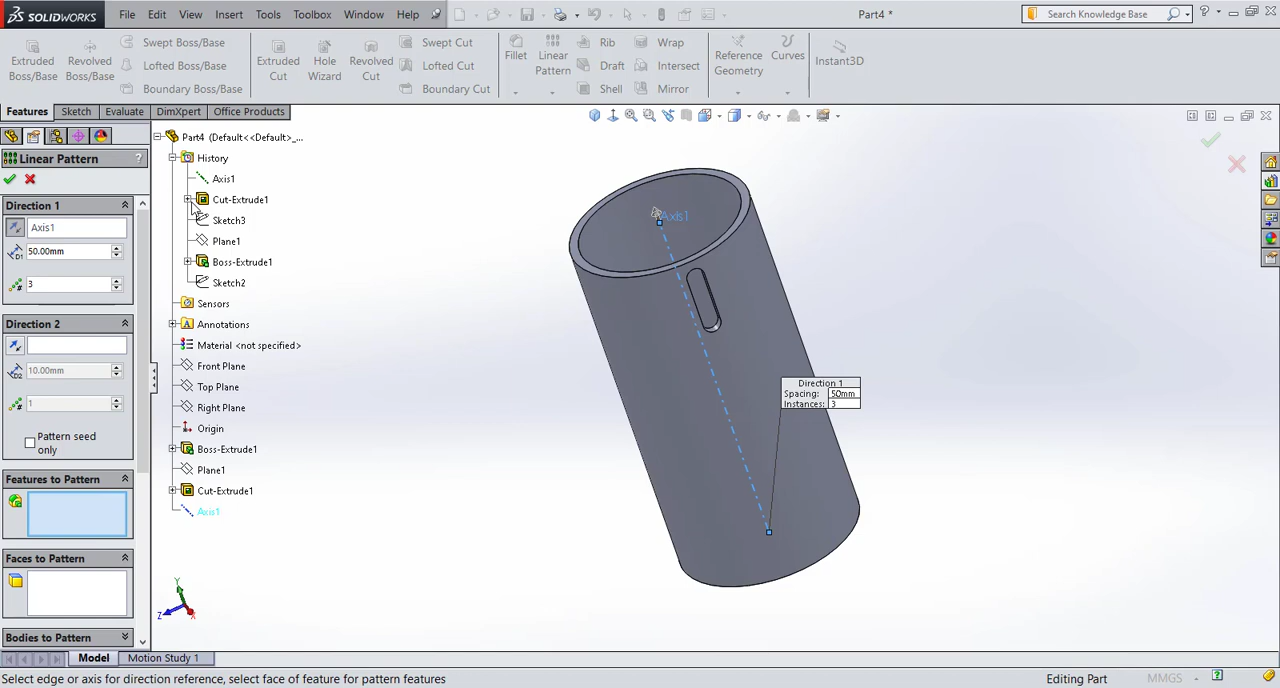 SOLIDWORKS
File Edit View Insert Tools Toolbox Window Help
Part4 *
Search Knowledge Base
Extruded Boss/Base
Revolved Boss/Base
Swept Boss/Base
Lofted Boss/Base
Boundary Boss/Base
Extruded Cut
Hole Wizard
Revolved Cut
Swept Cut
Lofted Cut
Boundary Cut
Fillet
Linear Pattern
Rib
Draft
Shell
Wrap
Intersect
Mirror
Reference Geometry
Curves
Instant3D
Features Sketch Evaluate DimXpert Office Products
Linear Pattern ?
Direction 1
Axis1
50.00mm
3
Direction 2
10.00mm
1
Pattern seed only
Features to Pattern
Faces to Pattern
Bodies to Pattern
Part4 (Default<<Default>_...
History
Axis1
Cut-Extrude1
Sketch3
Plane1
Boss-Extrude1
Sketch2
Sensors
Annotations
Material <not specified>
Front Plane
Top Plane
Right Plane
Origin
Boss-Extrude1
Plane1
Cut-Extrude1
Axis1
Axis1
Direction 1
Spacing: 50mm
Instances: 3
Y
Z
X
Model Motion Study 1
Select edge or axis for direction reference, select face of feature for pattern features
Editing Part
MMGS